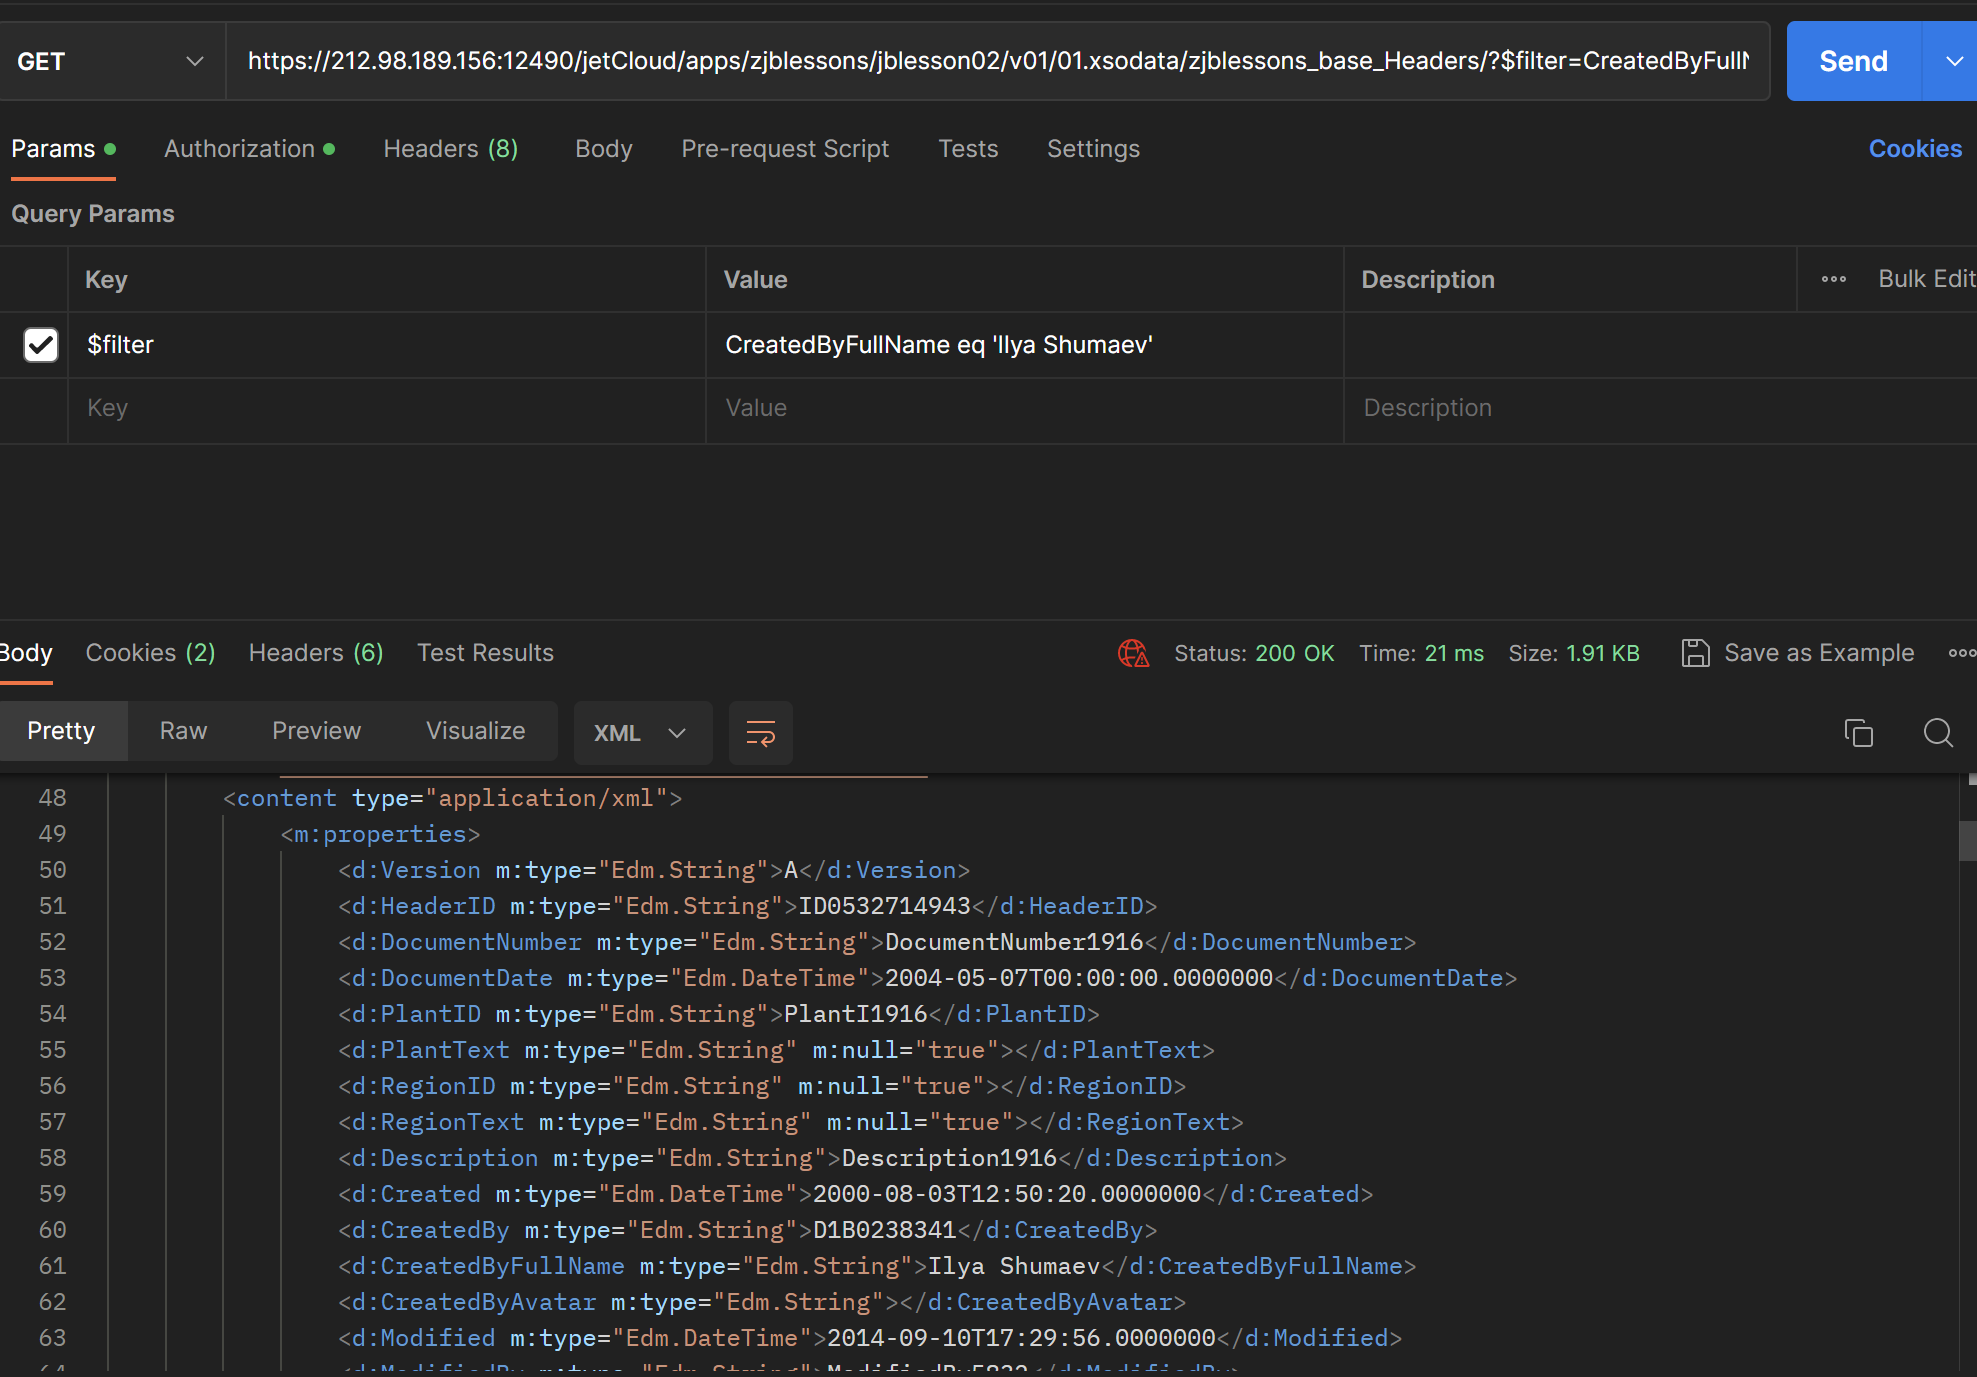 GET https://212.98.189.156:12490/jetCloud/apps/zjblessons/jblesson02/v01/01.xsodata/zjblessons_base_Headers/?$filter=CreatedByFullN Send
Params Authorization Headers (8) Body Pre-request Script Tests Settings Cookies
Query Params
Key Value Description Bulk Edit
$filter CreatedByFullName eq 'Ilya Shumaev'
Key Value Description
Body Cookies (2) Headers (6) Test Results Status: 200 OK Time: 21 ms Size: 1.91 KB Save as Example
Pretty Raw Preview Visualize XML
48 <content type="application/xml">
49 <m:properties>
50 <d:Version m:type="Edm.String">A</d:Version>
51 <d:HeaderID m:type="Edm.String">ID0532714943</d:HeaderID>
52 <d:DocumentNumber m:type="Edm.String">DocumentNumber1916</d:DocumentNumber>
53 <d:DocumentDate m:type="Edm.DateTime">2004-05-07T00:00:00.0000000</d:DocumentDate>
54 <d:PlantID m:type="Edm.String">PlantI1916</d:PlantID>
55 <d:PlantText m:type="Edm.String" m:null="true"></d:PlantText>
56 <d:RegionID m:type="Edm.String" m:null="true"></d:RegionID>
57 <d:RegionText m:type="Edm.String" m:null="true"></d:RegionText>
58 <d:Description m:type="Edm.String">Description1916</d:Description>
59 <d:Created m:type="Edm.DateTime">2000-08-03T12:50:20.0000000</d:Created>
60 <d:CreatedBy m:type="Edm.String">D1B0238341</d:CreatedBy>
61 <d:CreatedByFullName m:type="Edm.String">Ilya Shumaev</d:CreatedByFullName>
62 <d:CreatedByAvatar m:type="Edm.String"></d:CreatedByAvatar>
63 <d:Modified m:type="Edm.DateTime">2014-09-10T17:29:56.0000000</d:Modified>